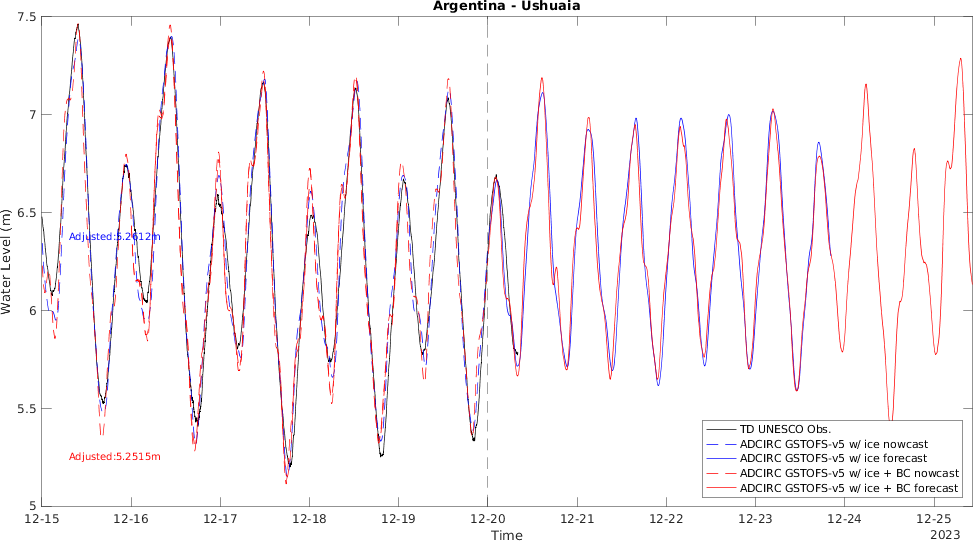 Argentina - Ushuaia
7.5
7
6.5
6
5.5
5
Water Level (m)
Adjusted:5.2612m
Adjusted:5.2515m
TD UNESCO Obs.
ADCIRC GSTOFS-v5 w/ ice nowcast
ADCIRC GSTOFS-v5 w/ ice forecast
ADCIRC GSTOFS-v5 w/ ice + BC nowcast
ADCIRC GSTOFS-v5 w/ ice + BC forecast
12-15 12-16 12-17 12-18 12-19 12-20 12-21 12-22 12-23 12-24 12-25
Time
2023